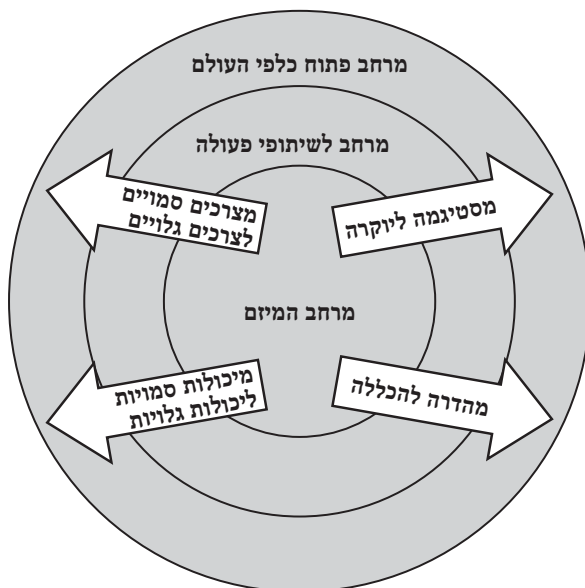 מרחב פתוח כלפי העולם
מרחב לשיתופי פעולה
מסטיגמה ליוקרה
מצרכים סמויים
לצרכים גלויים
מרחב המיזם
מהדרה להכללה
מיכולות סמויות
ליכולות גלויות